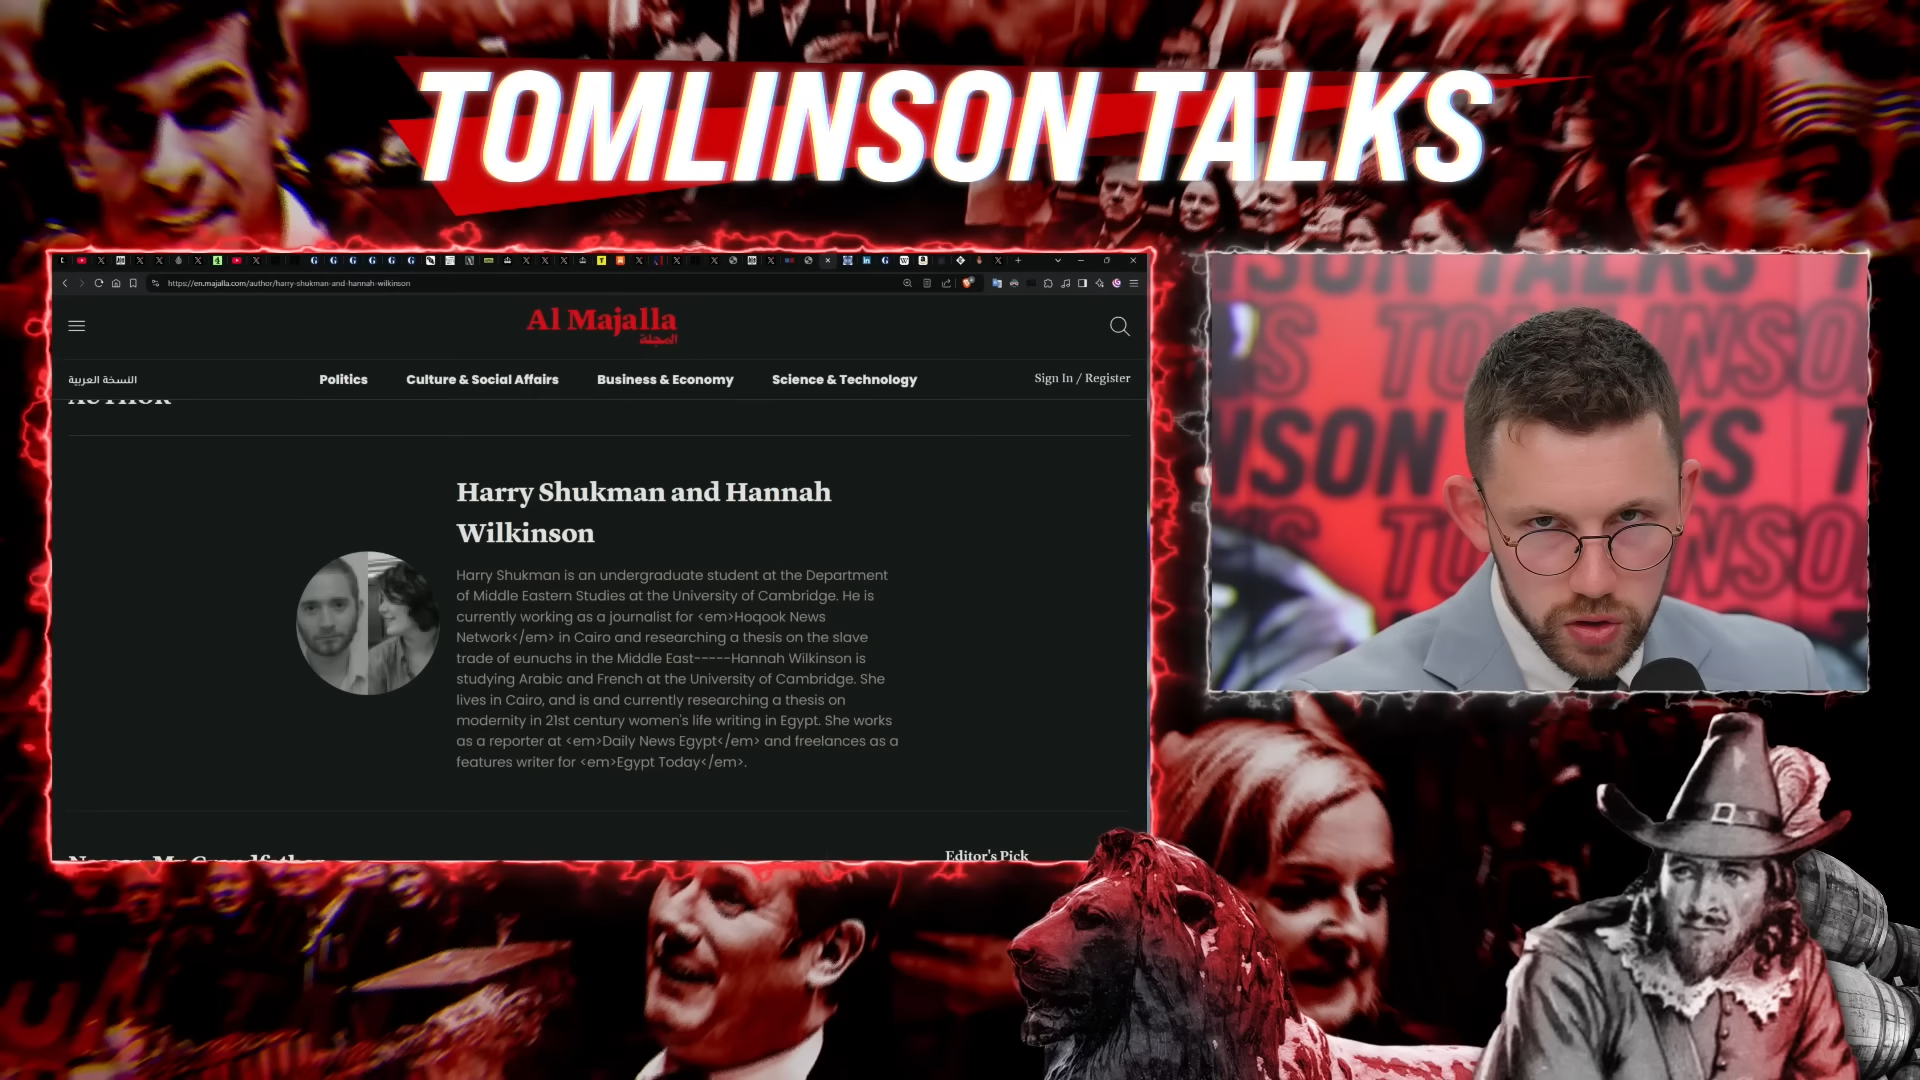 TOMLINSON TALKS
https://en.majalla.com/author/harry-shukman-and-hannah-wilkinson
Al Majalla
المجلة
النسخة العربية
Politics
Culture & Social Affairs
Business & Economy
Science & Technology
Sign In / Register
AUTHOR
Harry Shukman and Hannah
Wilkinson
Harry Shukman is an undergraduate student at the Department
of Middle Eastern Studies at the University of Cambridge. He is
currently working as a journalist for <em>Hoqook News
Network</em> in Cairo and researching a thesis on the slave
trade of eunuchs in the Middle East-----Hannah Wilkinson is
studying Arabic and French at the University of Cambridge. She
lives in Cairo, and is and currently researching a thesis on
modernity in 21st century women's life writing in Egypt. She works
as a reporter at <em>Daily News Egypt</em> and freelances as a
features writer for <em>Egypt Today</em>.
Nasser, My Grandfather
Editor's Pick